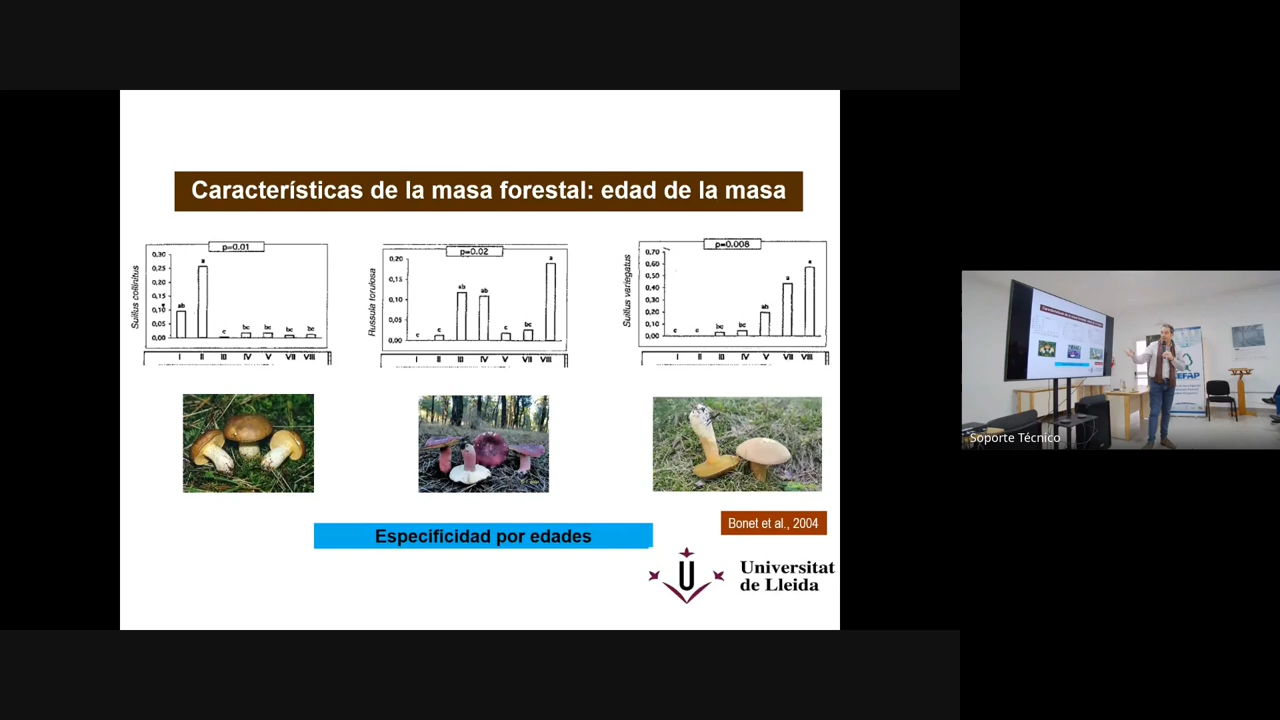 Características de la masa forestal: edad de la masa
p=0.01
Suillus collinitus
0,30
0,25
0,20
0,10
0,05
0,00
ab
a
c
bc
bc
bc
bc
I II III IV V VII VIII
p=0.02
Russula torulosa
0,20
0,15
0,10
0,05
0,00
c
c
ab
ab
c
bc
a
I II III IV V VII VIII
p=0.008
Suillus variegatus
0,70
0,60
0,50
0,40
0,30
0,20
0,10
0,00
c
c
bc
bc
ab
a
a
I II III IV V VII VIII
Especificidad por edades
Bonet et al., 2004
U
Universitat
de Lleida
EFAP
Soporte Técnico